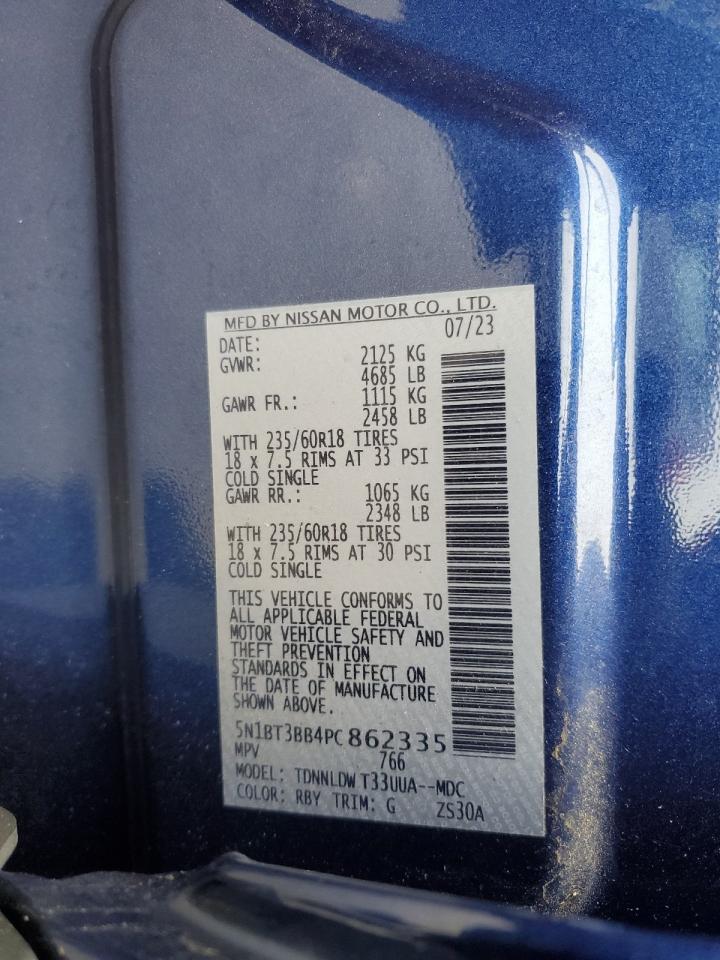 MFD BY NISSAN MOTOR CO., LTD.
DATE: 07/23
GVWR: 2125 KG
4685 LB
GAWR FR.: 1115 KG
2458 LB
WITH 235/60R18 TIRES
18 x 7.5 RIMS AT 33 PSI
COLD SINGLE
GAWR RR.: 1065 KG
2348 LB
WITH 235/60R18 TIRES
18 x 7.5 RIMS AT 30 PSI
COLD SINGLE
THIS VEHICLE CONFORMS TO
ALL APPLICABLE FEDERAL
MOTOR VEHICLE SAFETY AND
THEFT PREVENTION
STANDARDS IN EFFECT ON
THE DATE OF MANUFACTURE
SHOWN ABOVE.
5N1BT3BB4PC862335
MPV 766
MODEL: TDNNLDW T33UUA--MDC
COLOR: RBY TRIM: G ZS30A